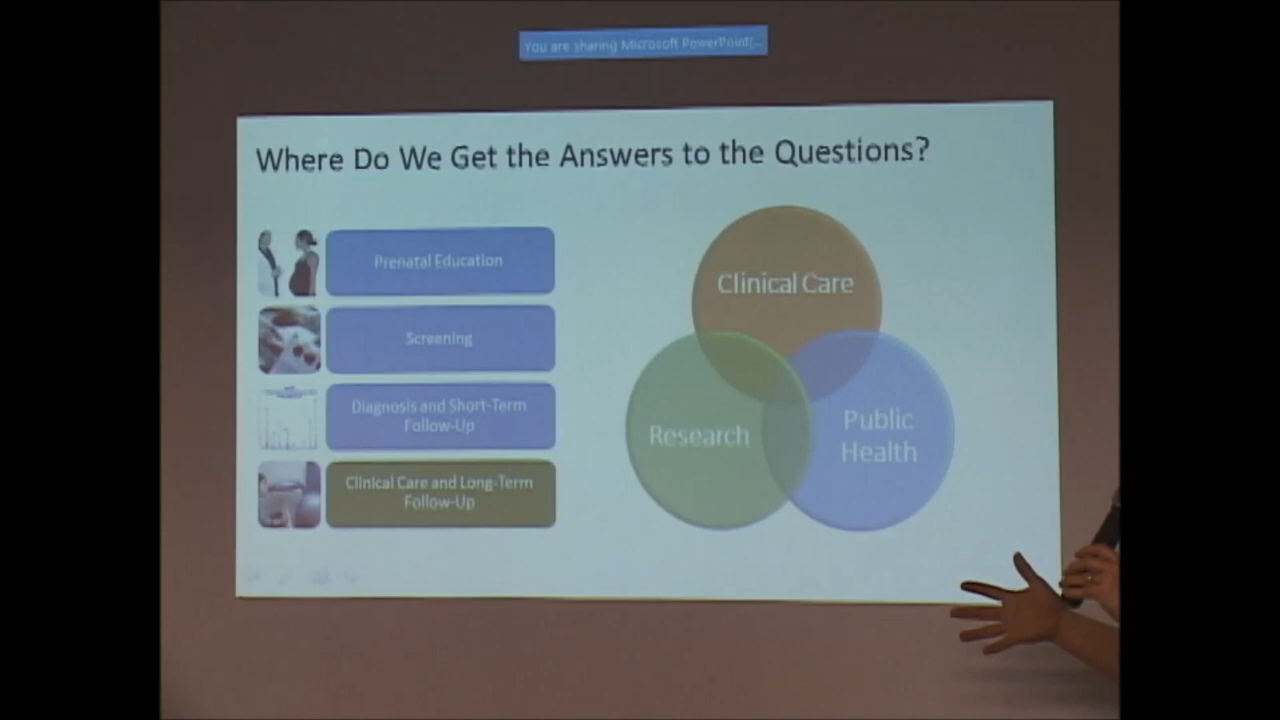 You are sharing Microsoft PowerPoint(...
Where Do We Get the Answers to the Questions?
Prenatal Education
Screening
Diagnosis and Short-Term
Follow-Up
Clinical Care and Long-Term
Follow-Up
Clinical Care
Research
Public
Health